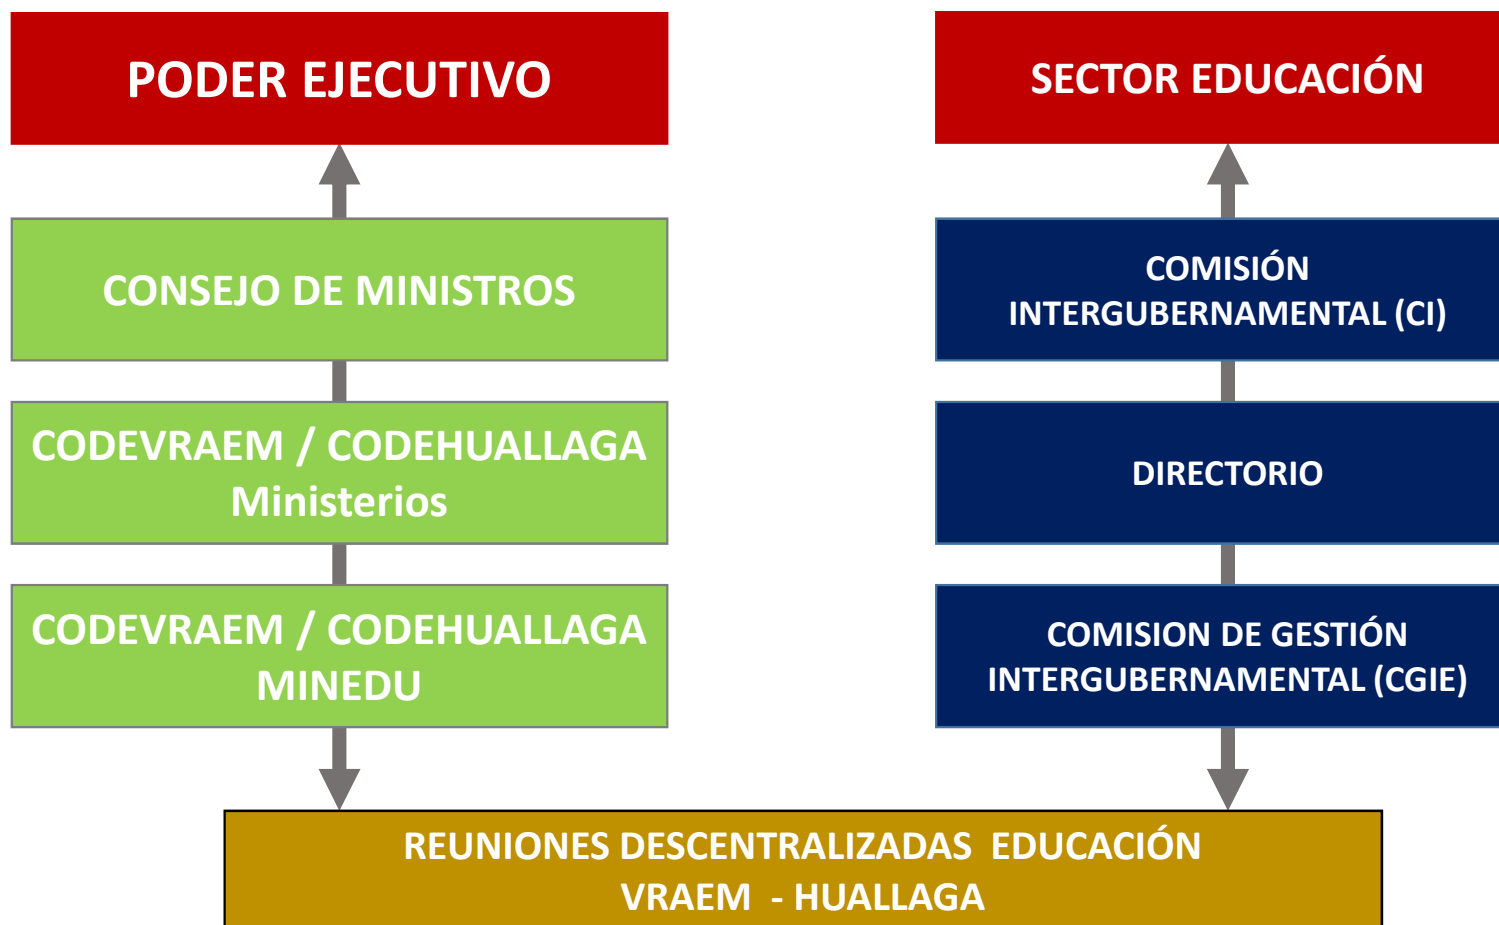 PODER EJECUTIVO
CONSEJO DE MINISTROS
CODEVRAEM / CODEHUALLAGA
Ministerios
CODEVRAEM / CODEHUALLAGA
MINEDU
SECTOR EDUCACIÓN
COMISIÓN
INTERGUBERNAMENTAL (CI)
DIRECTORIO
COMISION DE GESTIÓN
INTERGUBERNAMENTAL (CGIE)
REUNIONES DESCENTRALIZADAS EDUCACIÓN
VRAEM - HUALLAGA